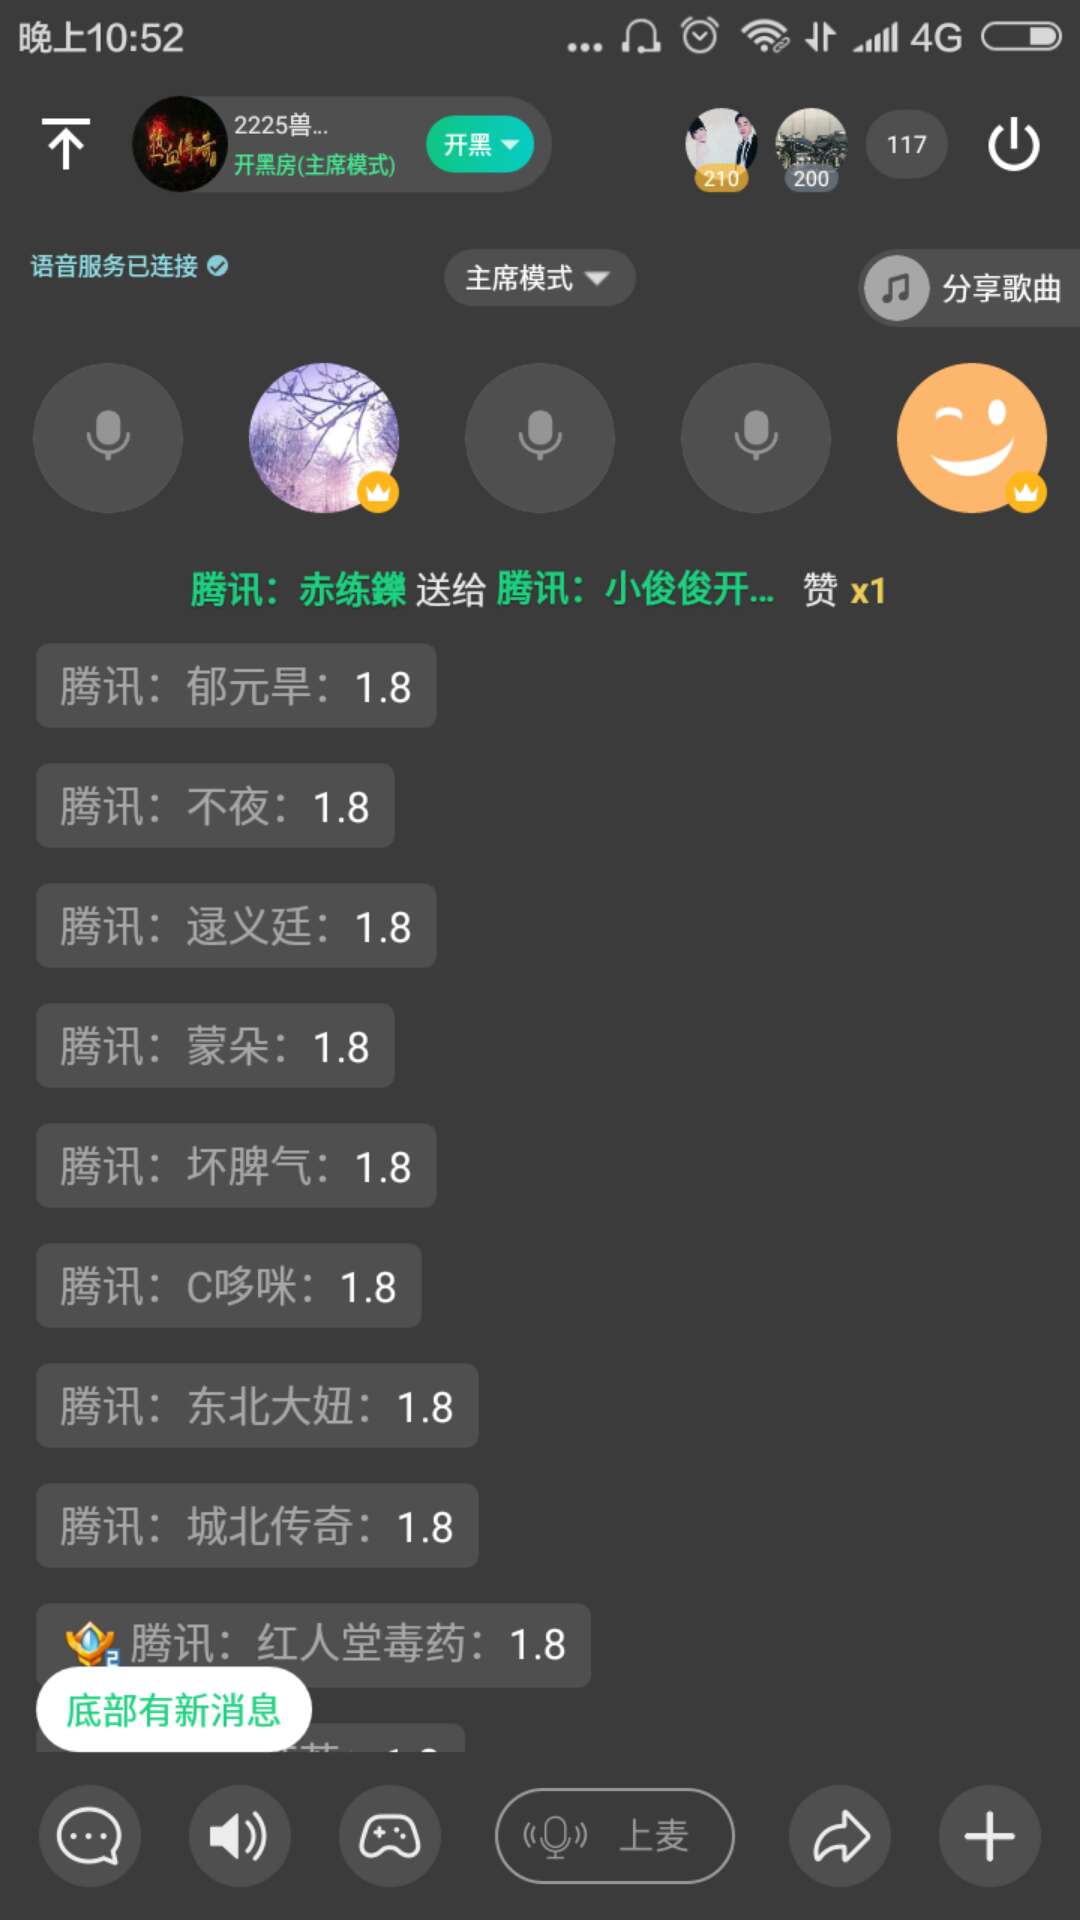 晚上10:52
4G
热血传奇
2225兽...
开黑房(主席模式)
开黑
210
200
117
语音服务已连接
主席模式
分享歌曲
腾讯：赤练鑠 送给 腾讯：小俊俊开... 赞 x1
腾讯：郁元旱：1.8
腾讯：不夜：1.8
腾讯：逯义廷：1.8
腾讯：蒙朵：1.8
腾讯：坏脾气：1.8
腾讯：C哆咪：1.8
腾讯：东北大妞：1.8
腾讯：城北传奇：1.8
2 腾讯：红人堂毒药：1.8
底部有新消息
上麦